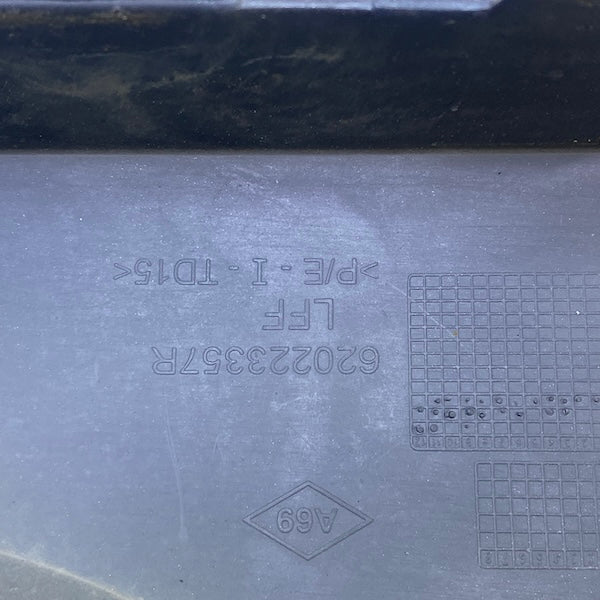 A69
620223357R
LFF
>P/E - I - TD15<